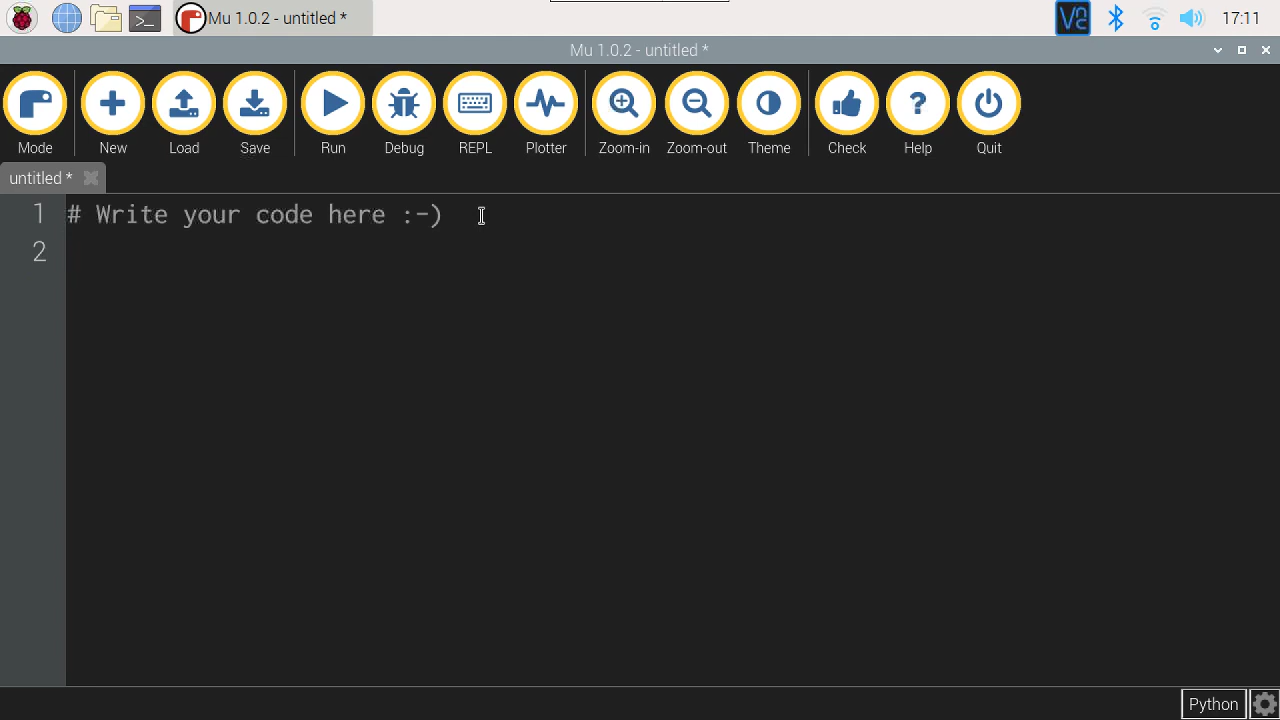 Mu 1.0.2 - untitled *
17:11
Mu 1.0.2 - untitled *
Mode New Load Save Run Debug REPL Plotter Zoom-in Zoom-out Theme Check Help Quit
untitled *
1 # Write your code here :-)
2
Python